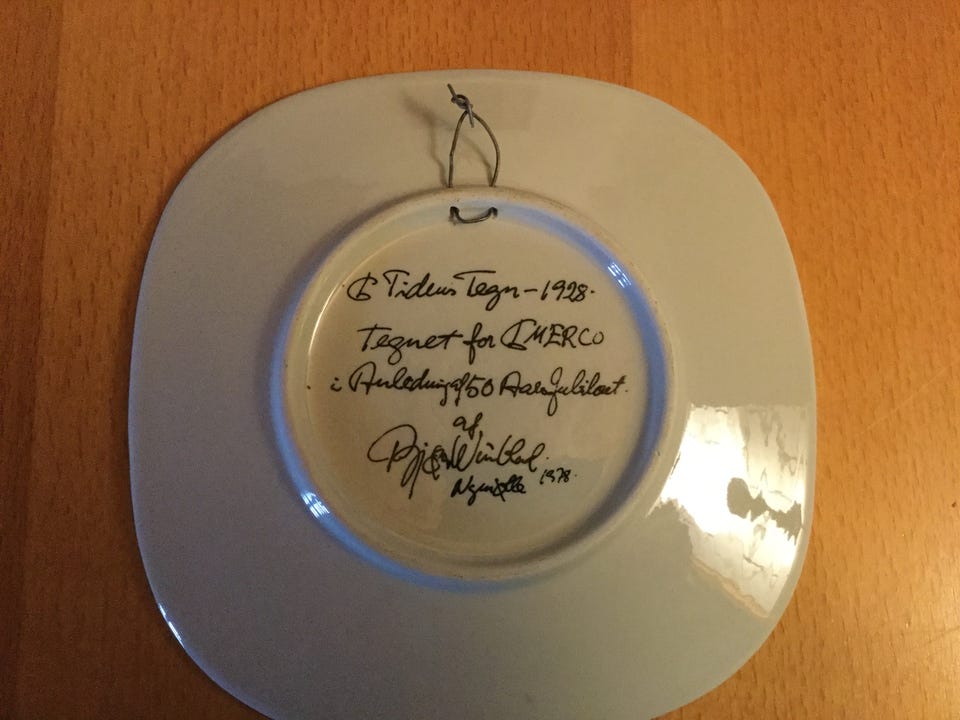 I Tidens Tegn - 1928.
Tegnet for IMERCO
i Anledning af 50 Aars Jubilæet.
af
Bjørn Wiinblad.
Nymølle 1978.